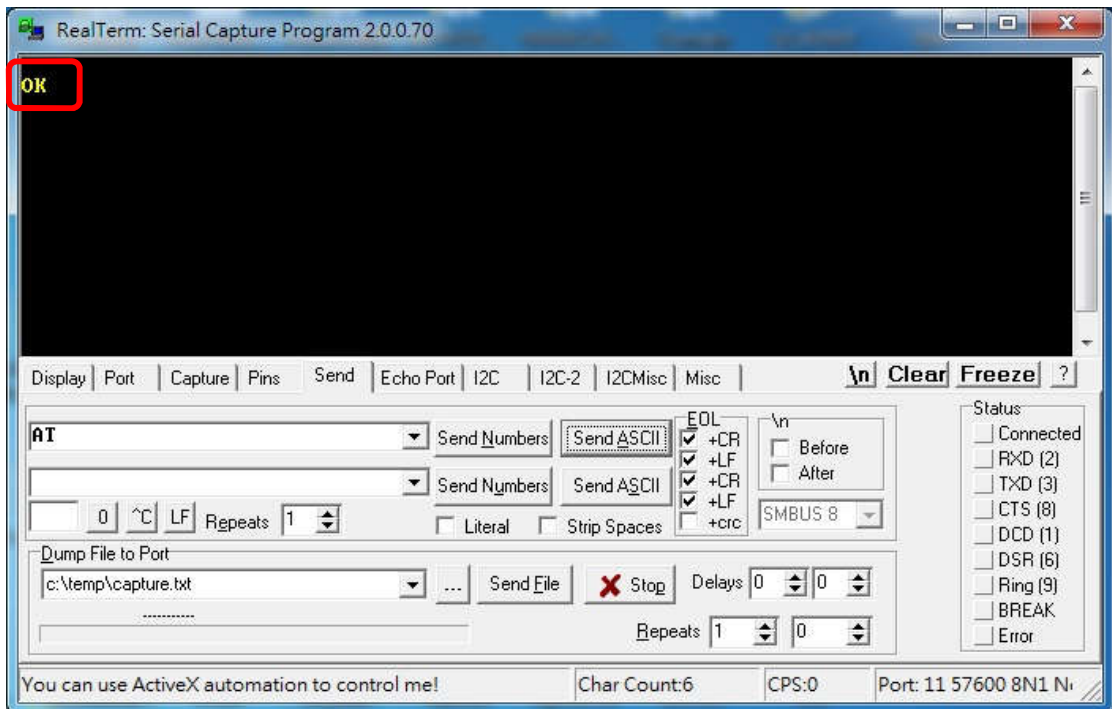 RealTerm: Serial Capture Program 2.0.0.70
OK
Display Port Capture Pins Send Echo Port I2C I2C-2 I2CMisc Misc \n Clear Freeze ?
AT Send Numbers Send ASCII
EOL
+CR
+LF
+CR
+LF
+crc
\n
Before
After
SMBUS 8
Send Numbers Send ASCII
0 ^C LF Repeats 1
Literal Strip Spaces
Dump File to Port
c:\temp\capture.txt ... Send File Stop Delays 0 0
Repeats 1 0
Status
Connected
RXD (2)
TXD (3)
CTS (8)
DCD (1)
DSR (6)
Ring (9)
BREAK
Error
You can use ActiveX automation to control me! Char Count:6 CPS:0 Port: 11 57600 8N1